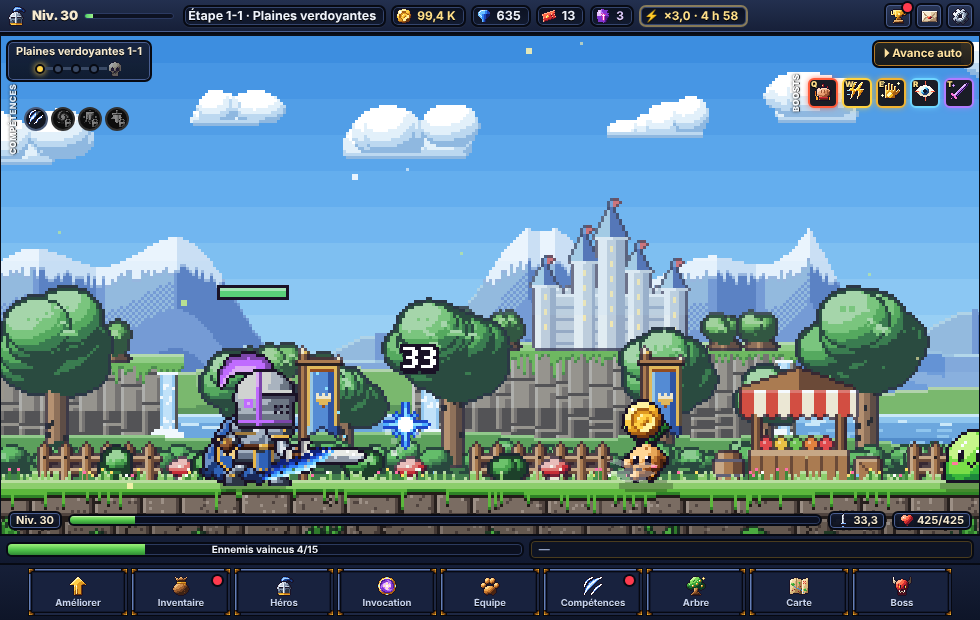 Niv. 30
Étape 1-1 · Plaines verdoyantes
99,4 K
635
13
3
×3,0 · 4 h 58
Plaines verdoyantes 1-1
Avance auto
COMPÉTENCES
BOOSTS
Q
W
E
R
T
33
Niv. 30
33,3
425/425
Ennemis vaincus 4/15
—
Améliorer
Inventaire
Héros
Invocation
Equipe
Compétences
Arbre
Carte
Boss